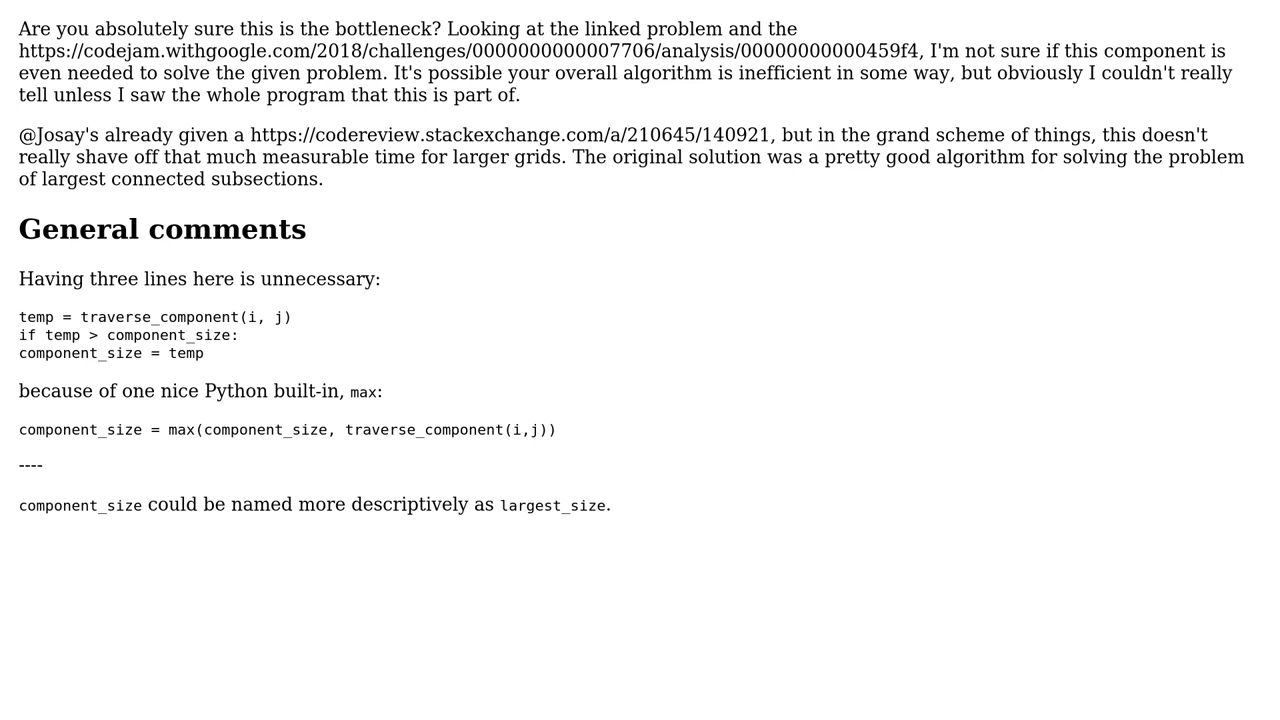 Are you absolutely sure this is the bottleneck? Looking at the linked problem and the
https://codejam.withgoogle.com/2018/challenges/0000000000007706/analysis/00000000000459f4, I'm not sure if this component is
even needed to solve the given problem. It's possible your overall algorithm is inefficient in some way, but obviously I couldn't really
tell unless I saw the whole program that this is part of.
@Josay's already given a https://codereview.stackexchange.com/a/210645/140921, but in the grand scheme of things, this doesn't
really shave off that much measurable time for larger grids. The original solution was a pretty good algorithm for solving the problem
of largest connected subsections.
General comments
Having three lines here is unnecessary:
temp = traverse_component(i, j)
if temp > component_size:
component_size = temp
because of one nice Python built-in, max:
component_size = max(component_size, traverse_component(i,j))
----
component_size could be named more descriptively as largest_size.